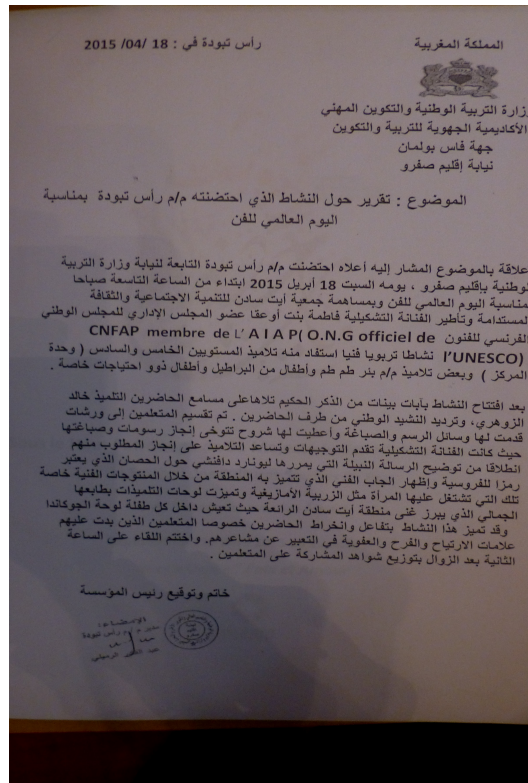 المملكة المغربية
رأس تبودة في : 18 /04/ 2015
وزارة التربية الوطنية والتكوين المهني
الأكاديمية الجهوية للتربية والتكوين
جهة فاس بولمان
نيابة إقليم صفرو
الموضوع : تقرير حول النشاط الذي احتضنته م/م رأس تبودة بمناسبة
اليوم العالمي للفن
علاقة بالموضوع المشار إليه أعلاه احتضنت م/م رأس تبودة التابعة لنيابة وزارة التربية
الوطنية بإقليم صفرو ، يومه السبت 18 أبريل 2015 ابتداء من الساعة التاسعة صباحا
بمناسبة اليوم العالمي للفن وبمساهمة جمعية أيت سادن للتنمية الاجتماعية والثقافة
المستدامة وتأطير الفنانة التشكيلية فاطمة بنت أوعقا عضو المجلس الإداري للمجلس الوطني
الفرنسي للفنون CNFAP membre de L' A I A P( O.N.G officiel de
l'UNESCO) نشاطا تربويا فنيا استفاد منه تلاميذ المستويين الخامس والسادس ( وحدة
المركز ) وبعض تلاميذ م/م بئر طم طم وأطفال من البراطيل وأطفال ذوو احتياجات خاصة .
بعد افتتاح النشاط بآيات بينات من الذكر الحكيم تلاها على مسامع الحاضرين التلميذ خالد
الزوهري، وترديد النشيد الوطني من طرف الحاضرين . تم تقسيم المتعلمين إلى ورشات
قدمت لها وسائل الرسم والصباغة وأعطيت لها شروح تتوخى إنجاز رسومات وصباغتها
حيث كانت الفنانة التشكيلية تقدم التوجيهات وتساعد التلاميذ على إنجاز المطلوب منهم
انطلاقا من توضيح الرسالة النبيلة التي يمررها ليونارد دافنشي حول الحصان الذي يعتبر
رمزا للفروسية وإظهار الجاب الفني الذي تتميز به المنطقة من خلال المنتوجات الفنية خاصة
تلك التي تشتغل عليها المرأة مثل الزربية الأمازيغية وتميزت لوحات التلميذات بطابعها
الجمالي الذي يبرز غنى منطقة أيت سادن الرائعة حيث تعيش داخل كل طفلة لوحة الجوكاندا
وقد تميز هذا النشاط بتفاعل وانخراط الحاضرين خصوصا المتعلمين الذين بدت عليهم
علامات الارتياح والفرح والعفوية في التعبير عن مشاعرهم. واختتم اللقاء على الساعة
الثانية بعد الزوال بتوزيع شواهد المشاركة على المتعلمين .
خاتم وتوقيع رئيس المؤسسة
الإمضاء:
مدير م/م رأس تبودة